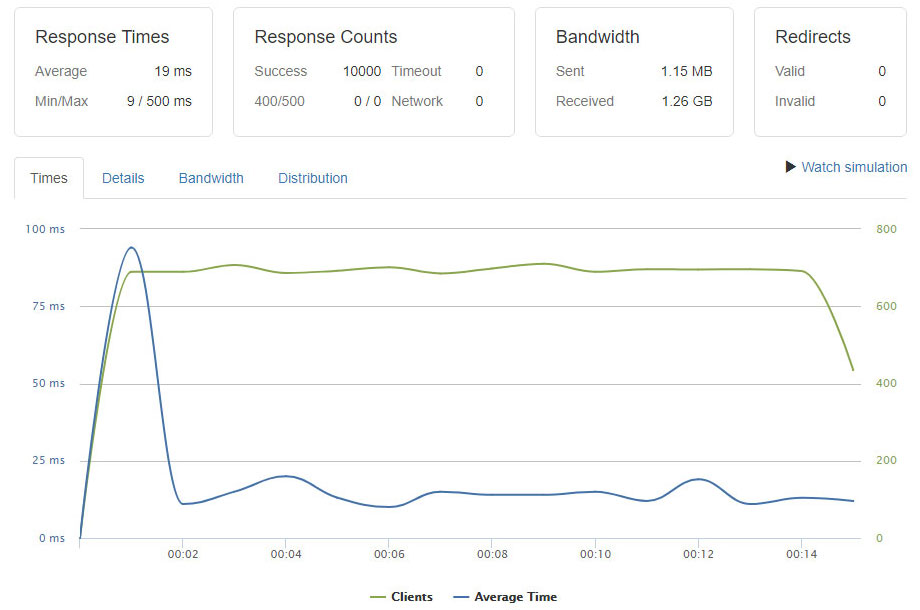 Response Times
Average 19 ms
Min/Max 9 / 500 ms
Response Counts
Success 10000 Timeout 0
400/500 0 / 0 Network 0
Bandwidth
Sent 1.15 MB
Received 1.26 GB
Redirects
Valid 0
Invalid 0
Times Details Bandwidth Distribution
Watch simulation
100 ms 800
75 ms 600
50 ms 400
25 ms 200
0 ms 0
00:02 00:04 00:06 00:08 00:10 00:12 00:14
Clients Average Time